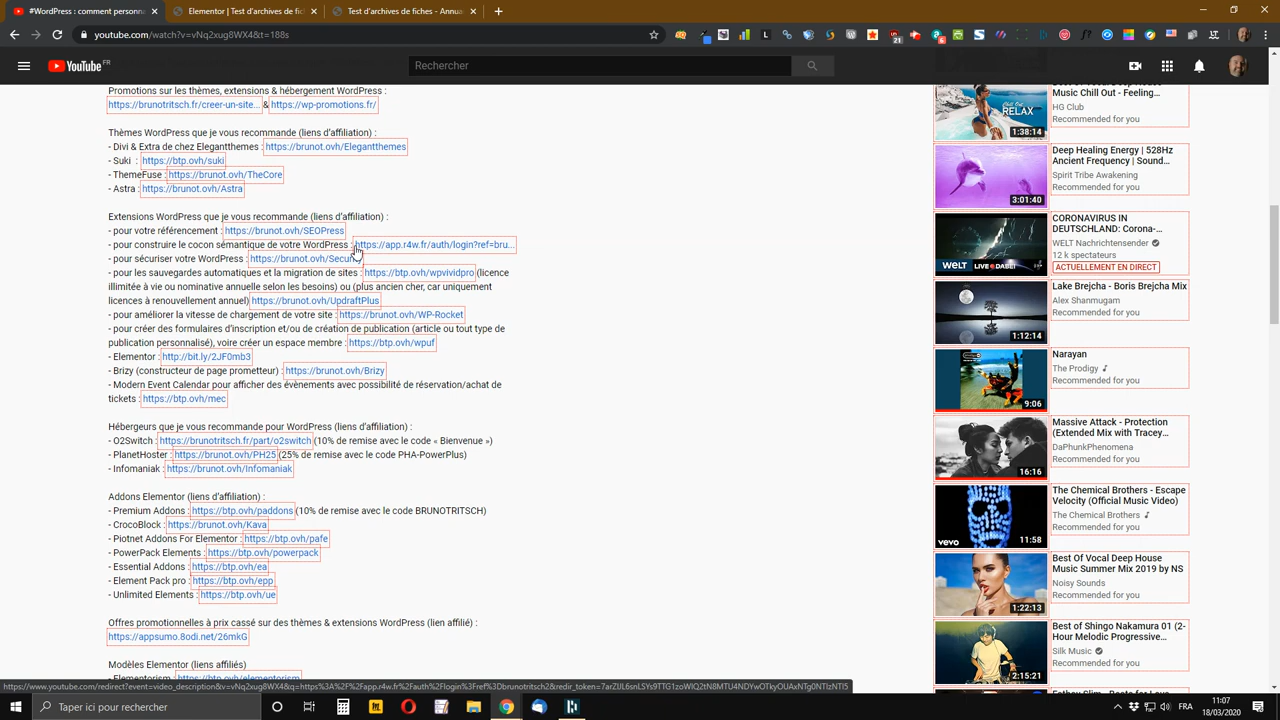 #WordPress : comment
Elementor | Test d'affichage
Test d'affichage des anciens
youtube.com/watch?v=vNq2xug8WX4&t=188s
YouTube FR
Rechercher
Promotions sur les thèmes, extensions & hébergement WordPress :
https://brunotritsch.fr/creer-un-site... & https://wp-promotions.fr/
Thèmes WordPress que je vous recommande (liens d'affiliation) :
- Divi & Extra de chez Elegantthemes : https://brunot.ovh/Elegantthemes
- Suki : https://btp.ovh/suki
- ThemeFuse : https://brunot.ovh/TheCore
- Astra : https://brunot.ovh/Astra
Extensions WordPress que je vous recommande (liens d'affiliation) :
- pour votre référencement : https://brunot.ovh/SEOPress
- pour construire le cocon sémantique de votre WordPress : https://app.r4w.fr/auth/login?ref=bru...
- pour sécuriser votre WordPress : https://brunot.ovh/Security
- pour les sauvegardes automatiques et la migration de sites : https://btp.ovh/wpvividpro (licence
illimitée à vie ou nominative annuelle selon les besoins) ou (plus ancien cher, car uniquement
licences à renouvellement annuel) https://brunot.ovh/UpdraftPlus
- pour améliorer la vitesse de chargement de votre site : https://brunot.ovh/WP-Rocket
- pour créer des formulaires d'inscription et/ou de création de publication (article ou tout type de
publication personnalisé), voire créer un espace client : https://btp.ovh/wpuf
- Elementor : http://bit.ly/2JF0mb3
- Brizy (constructeur de page prometteur) : https://brunot.ovh/Brizy
- Modern Event Calendar pour afficher des événements avec possibilité de réservation/achat de
tickets : https://btp.ovh/mec
Hébergeurs que je vous recommande pour WordPress (liens d'affiliation) :
- O2Switch : https://brunotritsch.fr/part/o2switch (10% de remise avec le code « Bienvenue »)
- PlanetHoster : https://brunot.ovh/PH25 (25% de remise avec le code PHA-PowerPlus)
- Infomaniak : https://brunot.ovh/Infomaniak
Addons Elementor (liens d'affiliation) :
- Premium Addons : https://btp.ovh/paddons (10% de remise avec le code BRUNOTRITSCH)
- CrocoBlock : https://brunot.ovh/Kava
- Piotnet Addons For Elementor : https://btp.ovh/pafe
- PowerPack Elements : https://btp.ovh/powerpack
- Essential Addons : https://btp.ovh/ea
- Element Pack pro : https://btp.ovh/epp
- Unlimited Elements : https://btp.ovh/ue
Offres promotionnelles à prix cassé sur des thèmes & extensions WordPress (lien affilié) :
https://appsumo.8odi.net/26mkG
Modèles Elementor (liens affiliés)
- Elementorism : https://btp.ovh/elementorism
Music Chill Out - Feeling…
HG Club
Recommended for you
Chill Out
RELAX
1:38:14
Deep Healing Energy | 528Hz
Ancient Frequency | Sound…
Spirit Tribe Awakening
Recommended for you
3:01:40
CORONAVIRUS IN
DEUTSCHLAND: Corona-…
WELT Nachrichtensender
12 k spectateurs
ACTUELLEMENT EN DIRECT
WELT LIVE DABEI
Lake Brejcha - Boris Brejcha Mix
Alex Shanmugam
Recommended for you
1:12:14
Narayan
The Prodigy
Recommended for you
9:06
Massive Attack - Protection
(Extended Mix with Tracey…
DaPhunkPhenomena
Recommended for you
16:16
The Chemical Brothers - Escape
Velocity (Official Music Video)
The Chemical Brothers
Recommended for you
vevo
11:58
Best Of Vocal Deep House
Music Summer Mix 2019 by NS
Noisy Sounds
Recommended for you
1:22:13
Best of Shingo Nakamura 01 (2-
Hour Melodic Progressive…
Silk Music
Recommended for you
2:15:21
Taper ici pour rechercher
FR
11:07
18/03/2020